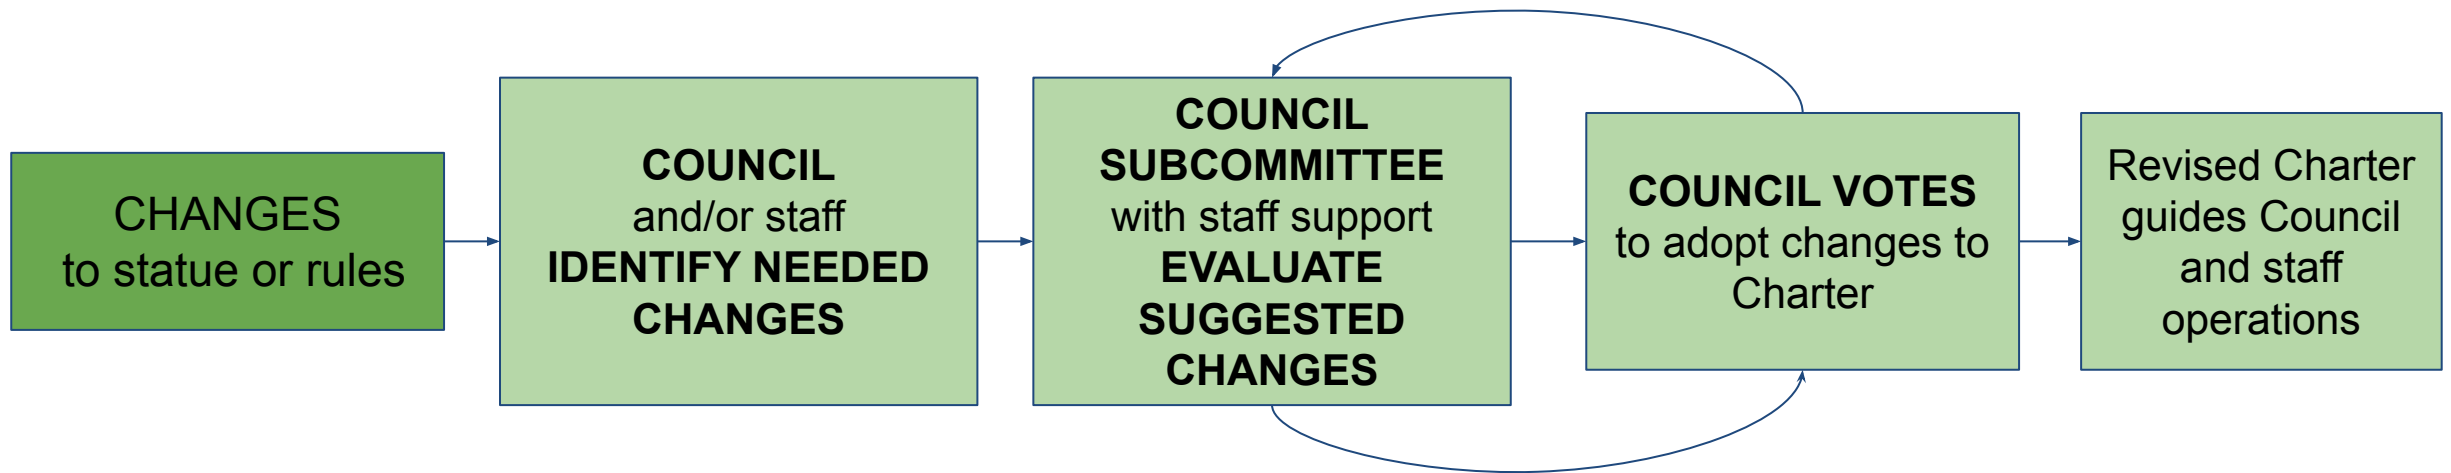 CHANGES
to statue or rules
COUNCIL
and/or staff
IDENTIFY NEEDED
CHANGES
COUNCIL
SUBCOMMITTEE
with staff support
EVALUATE
SUGGESTED
CHANGES
COUNCIL VOTES
to adopt changes to
Charter
Revised Charter
guides Council
and staff
operations